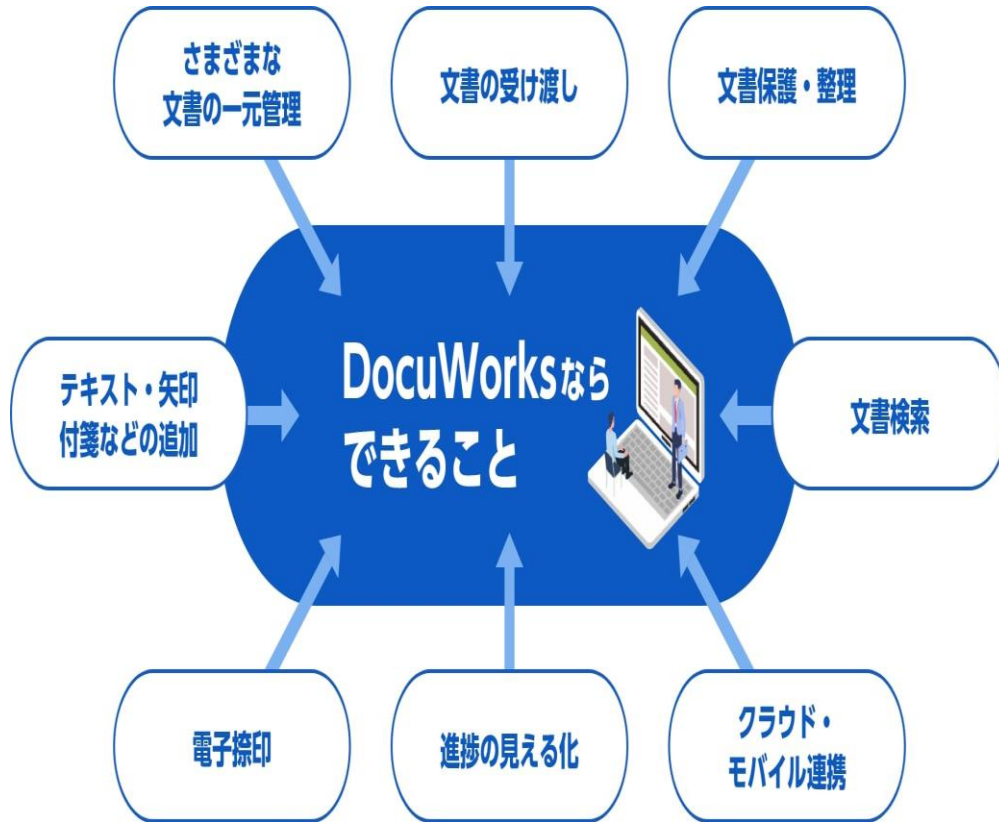 さまざまな
文書の一元管理
文書の受け渡し
文書保護・整理
テキスト・矢印
付箋などの追加
DocuWorksなら
できること
文書検索
電子捺印
進捗の見える化
クラウド・
モバイル連携